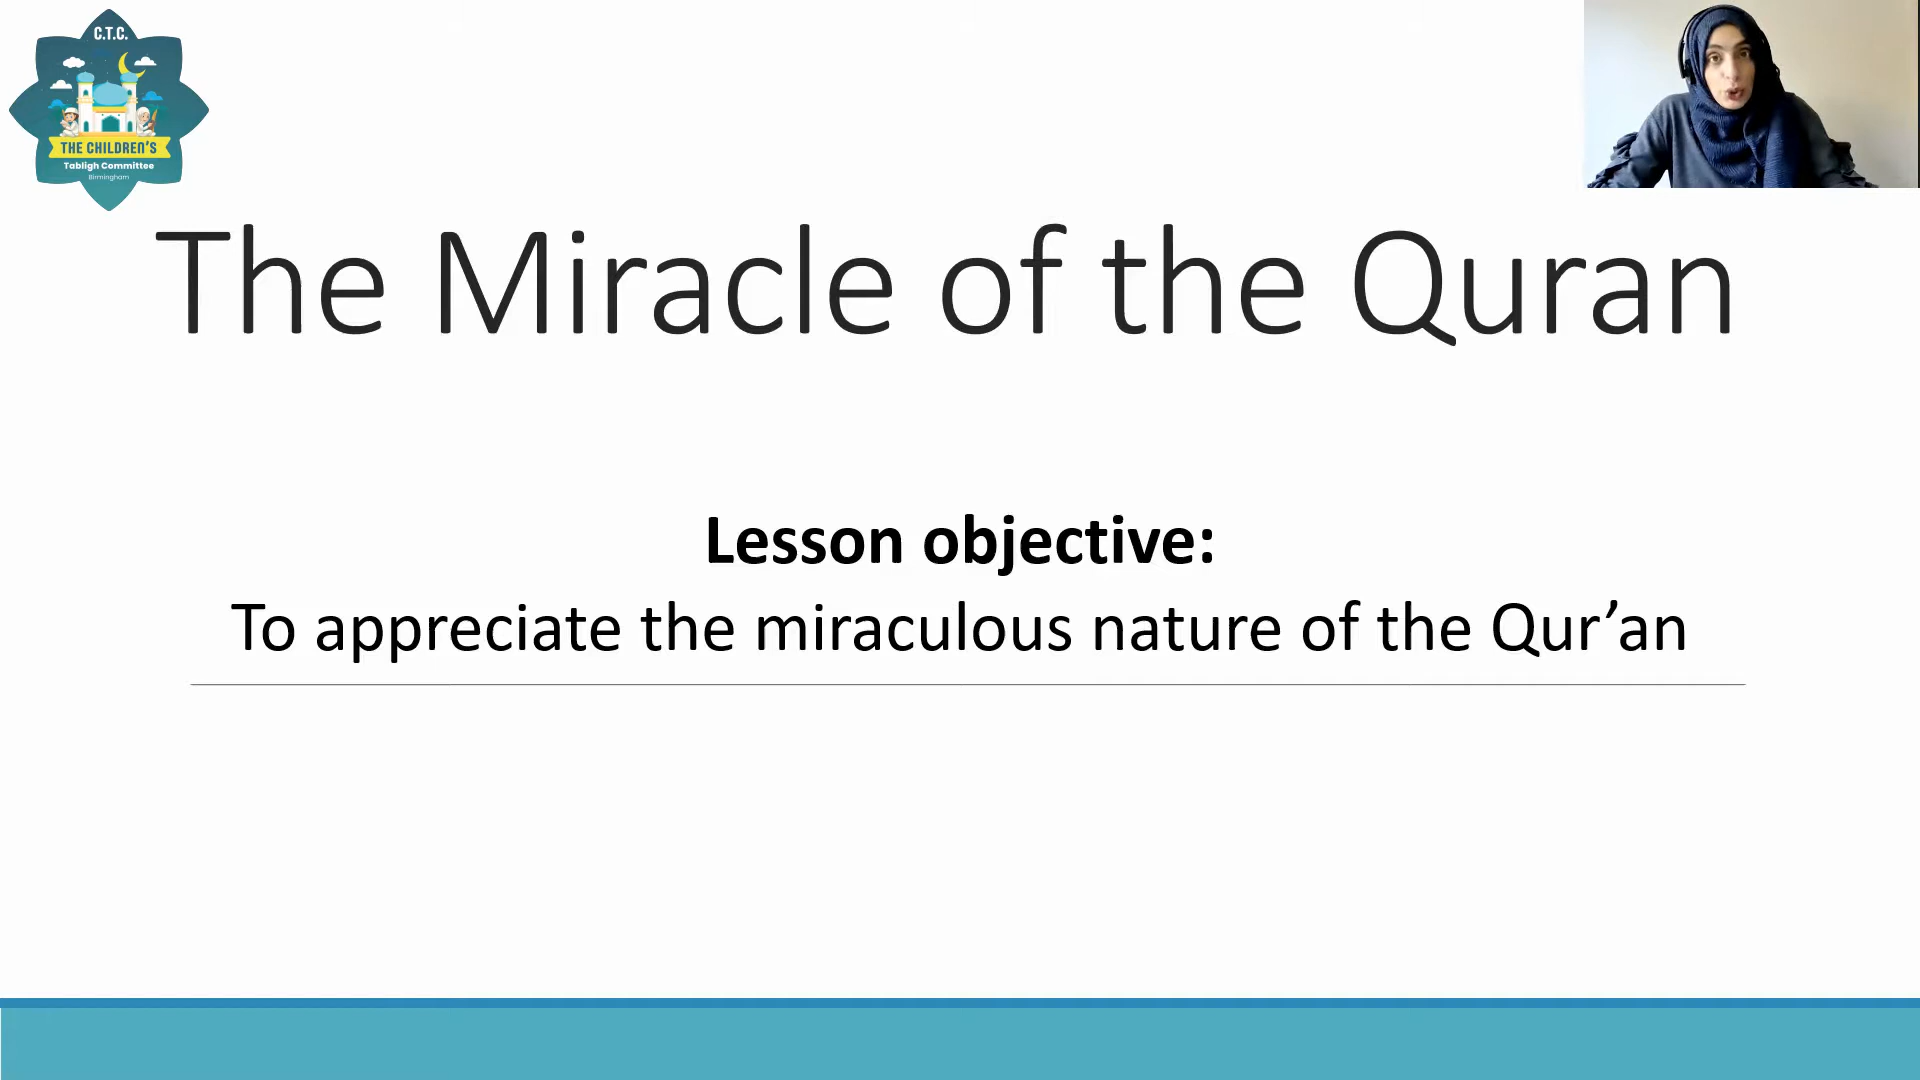 C.T.C.
THE CHILDREN'S
Tabligh Committee
Birmingham
The Miracle of the Quran
Lesson objective:
To appreciate the miraculous nature of the Qur’an